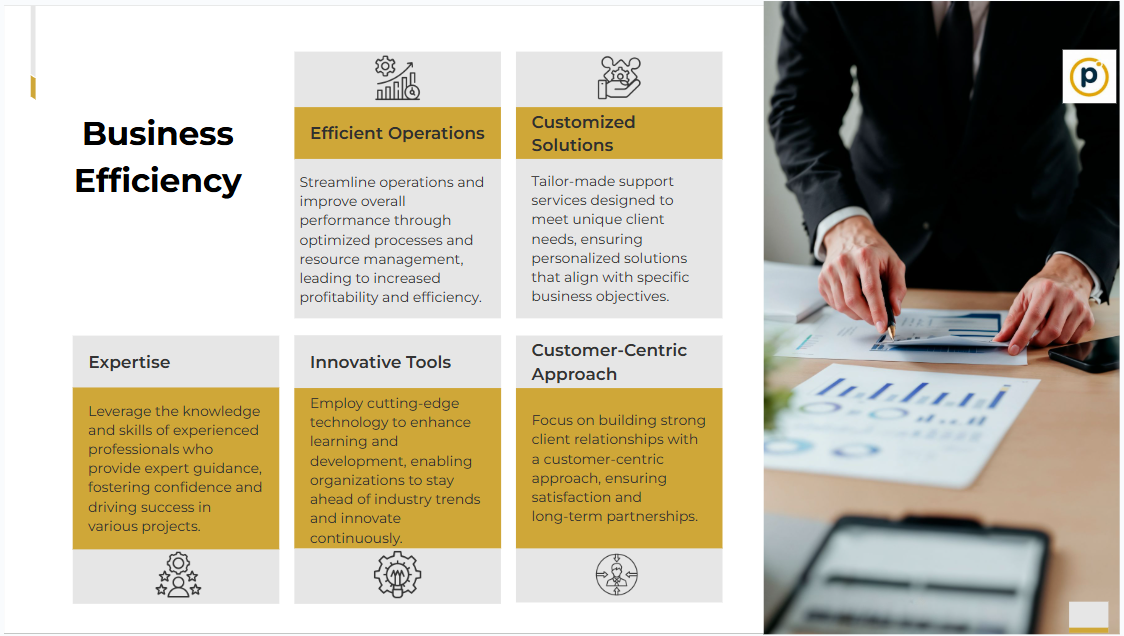 Business
Efficiency
Efficient Operations
Streamline operations and
improve overall
performance through
optimized processes and
resource management,
leading to increased
profitability and efficiency.
Customized
Solutions
Tailor-made support
services designed to
meet unique client
needs, ensuring
personalized solutions
that align with specific
business objectives.
Expertise
Leverage the knowledge
and skills of experienced
professionals who
provide expert guidance,
fostering confidence and
driving success in
various projects.
Innovative Tools
Employ cutting-edge
technology to enhance
learning and
development, enabling
organizations to stay
ahead of industry trends
and innovate
continuously.
Customer-Centric
Approach
Focus on building strong
client relationships with
a customer-centric
approach, ensuring
satisfaction and
long-term partnerships.
p